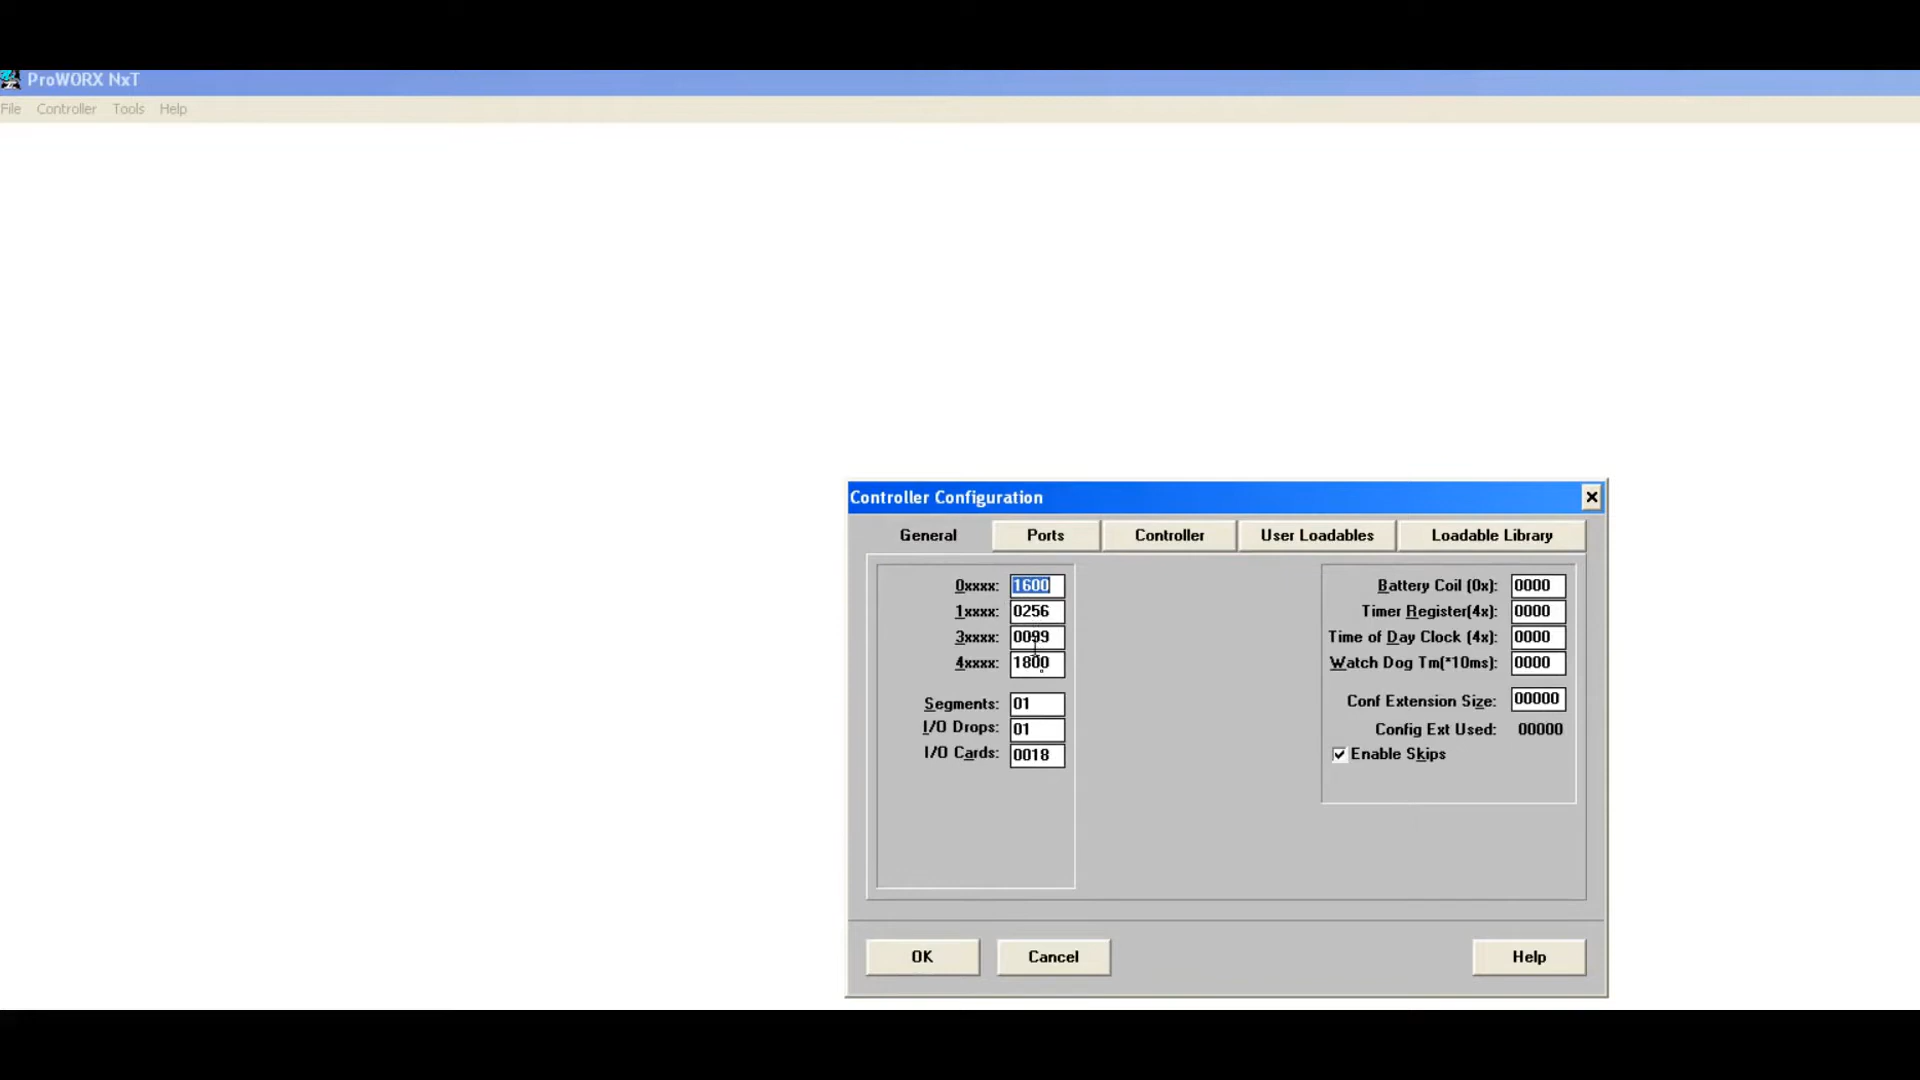 ProWORX NxT
File Controller Tools Help
Controller Configuration
General Ports Controller User Loadables Loadable Library
0xxxx: 1600
1xxxx: 0256
3xxxx: 0099
4xxxx: 1800
Segments: 01
I/O Drops: 01
I/O Cards: 0018
Battery Coil (0x): 0000
Timer Register(4x): 0000
Time of Day Clock (4x): 0000
Watch Dog Tm(*10ms): 0000
Conf Extension Size: 00000
Config Ext Used: 00000
Enable Skips
OK Cancel Help